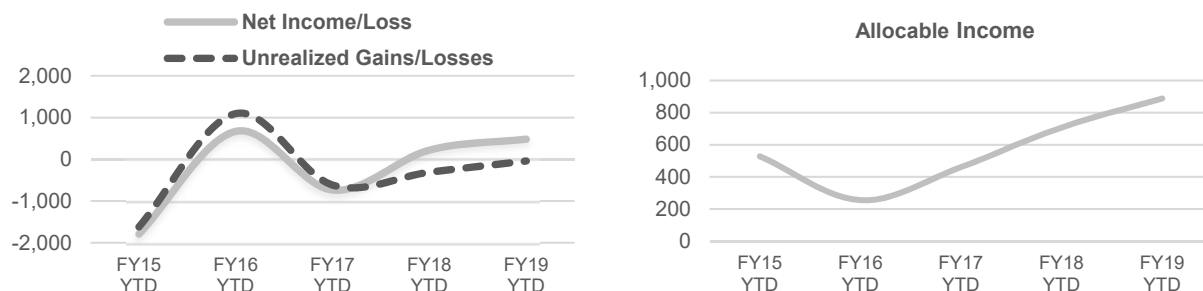 Net Income/Loss
Unrealized Gains/Losses
2,000
1,000
0
-1,000
-2,000
FY15 YTD
FY16 YTD
FY17 YTD
FY18 YTD
FY19 YTD
Allocable Income
1,000
800
600
400
200
0
FY15 YTD
FY16 YTD
FY17 YTD
FY18 YTD
FY19 YTD